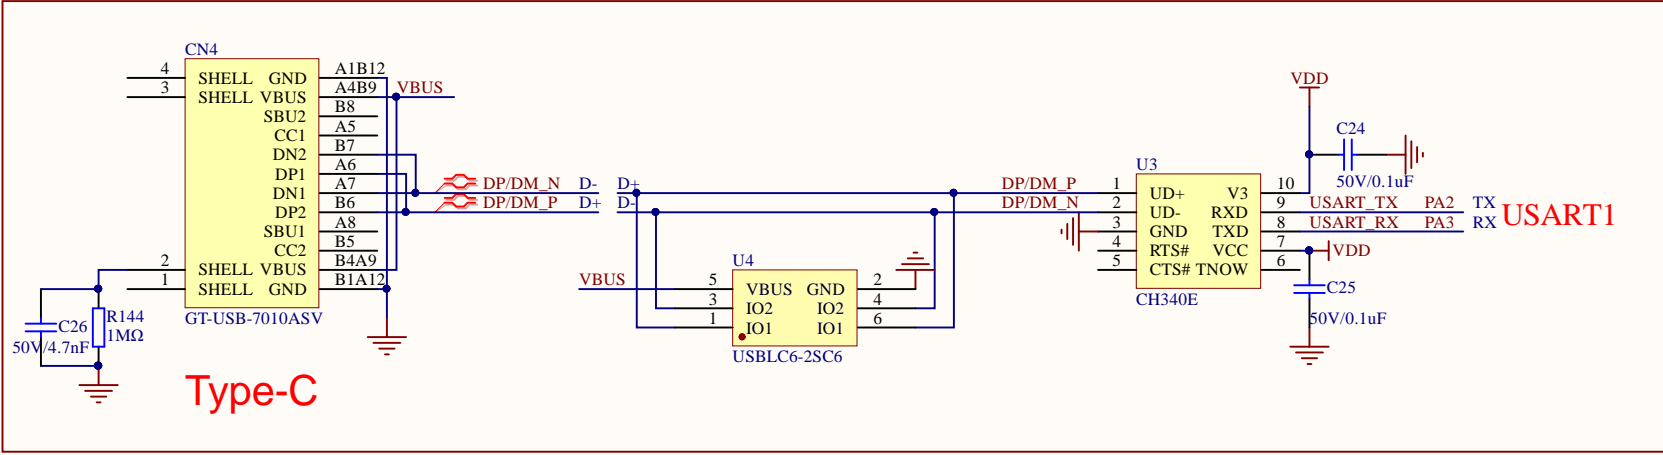 CN4
4 SHELL GND A1B12
3 SHELL VBUS A4B9 VBUS
SBU2 B8
CC1 A5
DN2 B7
DP1 A6
DN1 A7 DP/DM_N D- D+
DP2 B6 DP/DM_P D+ D-
SBU1 A8
CC2 B5
2 SHELL VBUS B4A9
1 SHELL GND B1A12
GT-USB-7010ASV
C26
50V/4.7nF
R144
1MΩ
Type-C
U4
VBUS 5 VBUS GND 2
3 IO2 IO2 4
1 IO1 IO1 6
USBLC6-2SC6
VDD
C24
50V/0.1uF
U3
DP/DM_P 1 UD+ V3 10
DP/DM_N 2 UD- RXD 9 USART_TX PA2 TX
3 GND TXD 8 USART_RX PA3 RX
USART1
4 RTS# VCC 7 VDD
5 CTS# TNOW 6
CH340E
C25
50V/0.1uF